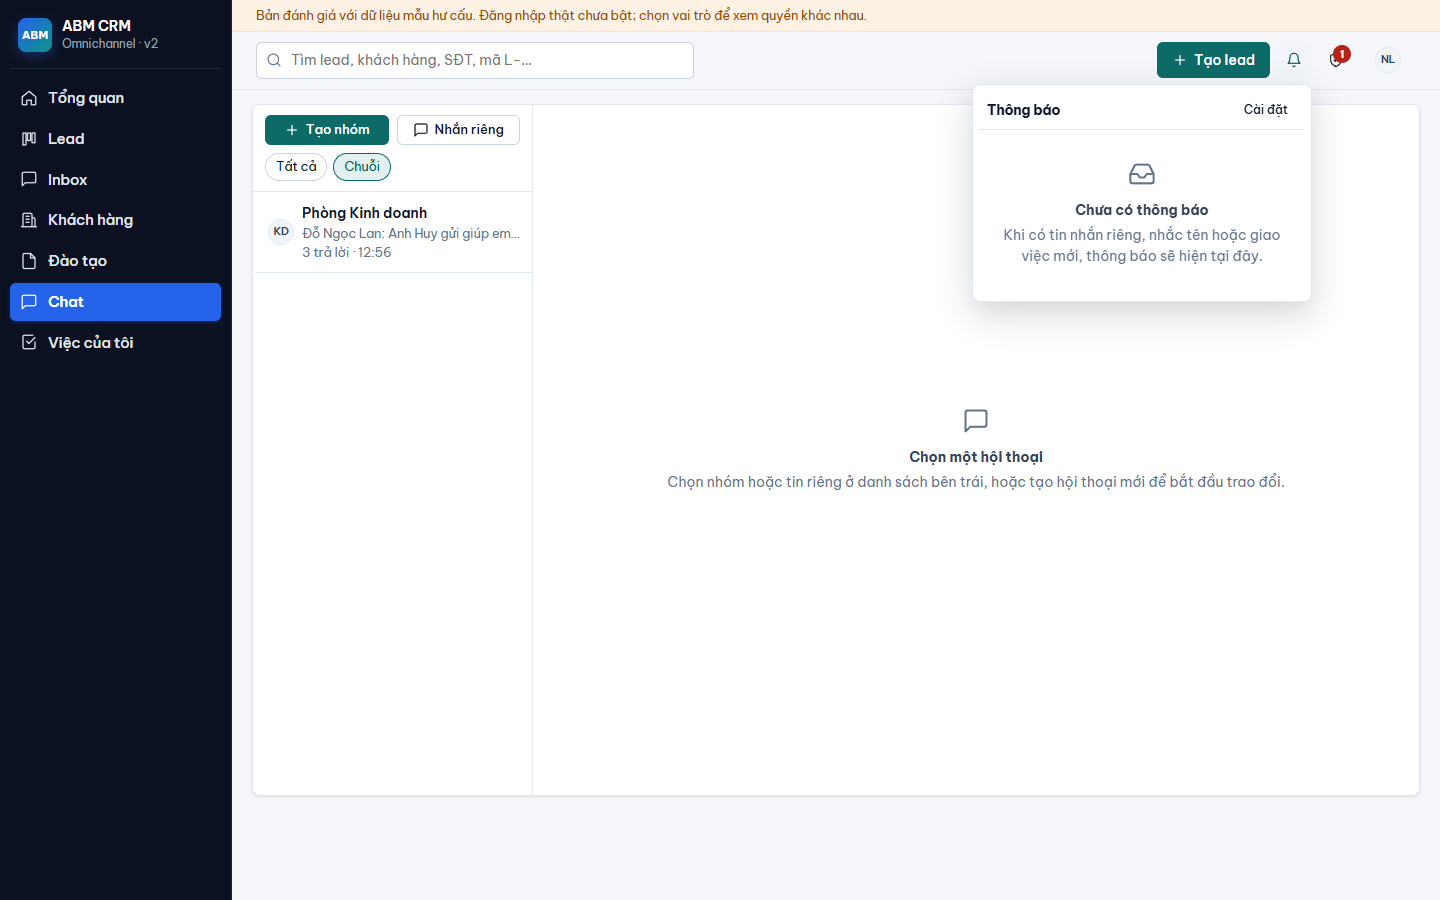 ABM
ABM CRM
Omnichannel · v2
Tổng quan
Lead
Inbox
Khách hàng
Đào tạo
Chat
Việc của tôi
Bản đánh giá với dữ liệu mẫu hư cấu. Đăng nhập thật chưa bật; chọn vai trò để xem quyền khác nhau.
Tìm lead, khách hàng, SĐT, mã L-...
Tạo lead
1
NL
Tạo nhóm
Nhắn riêng
Tất cả
Chuỗi
KD
Phòng Kinh doanh
Đỗ Ngọc Lan: Anh Huy gửi giúp em...
3 trả lời · 12:56
Thông báo
Cài đặt
Chưa có thông báo
Khi có tin nhắn riêng, nhắc tên hoặc giao
việc mới, thông báo sẽ hiện tại đây.
Chọn một hội thoại
Chọn nhóm hoặc tin riêng ở danh sách bên trái, hoặc tạo hội thoại mới để bắt đầu trao đổi.